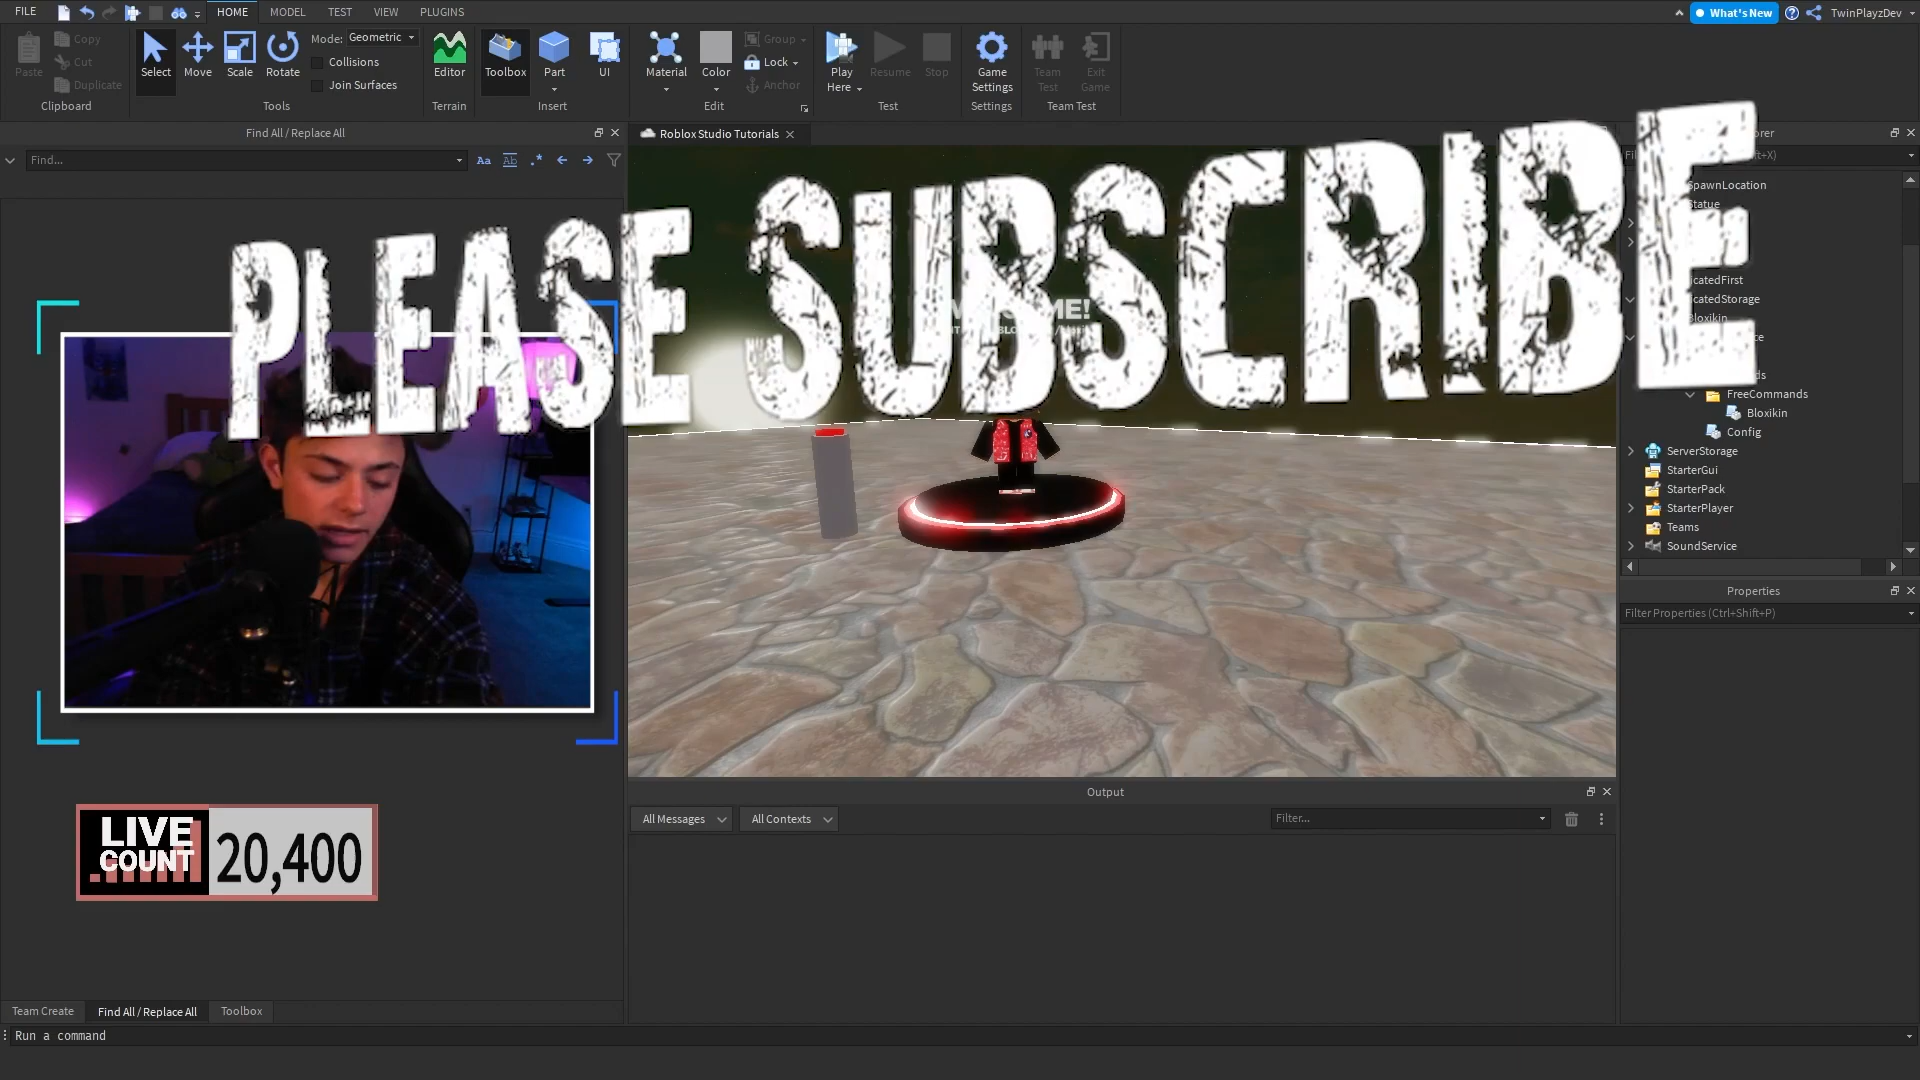 FILE
HOME
MODEL
TEST
VIEW
PLUGINS
What's New
TwinPlayzDev
Paste
Copy
Cut
Duplicate
Clipboard
Select
Move
Scale
Rotate
Mode: Geometric
Collisions
Join Surfaces
Tools
Editor
Terrain
Toolbox
Part
UI
Insert
Material
Color
Group
Lock
Anchor
Edit
Play
Here
Resume
Stop
Test
Game
Settings
Settings
Team
Test
Exit
Game
Team Test
Find All / Replace All
Find...
Aa
Ab
.*
Roblox Studio Tutorials
PLEASE SUBSCRIBE
SpawnLocation
Statue
icatedFirst
icatedStorage
Bloxikin
FreeCommands
Bloxikin
Config
ServerStorage
StarterGui
StarterPack
StarterPlayer
Teams
SoundService
Properties
Filter Properties (Ctrl+Shift+P)
LIVE
COUNT
20,400
Output
All Messages
All Contexts
Filter...
Team Create
Find All / Replace All
Toolbox
Run a command